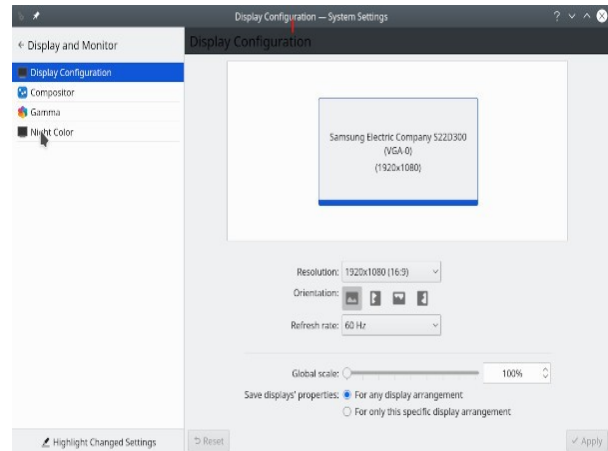 Display Configuration — System Settings
Display and Monitor
Display Configuration
Display Configuration
Compositor
Gamma
Night Color
Samsung Electric Company S22D300
(VGA-0)
(1920x1080)
Resolution: 1920x1080 (16:9)
Orientation:
Refresh rate: 60 Hz
Global scale: 100%
Save displays' properties: For any display arrangement
For only this specific display arrangement
Highlight Changed Settings
Reset
Apply